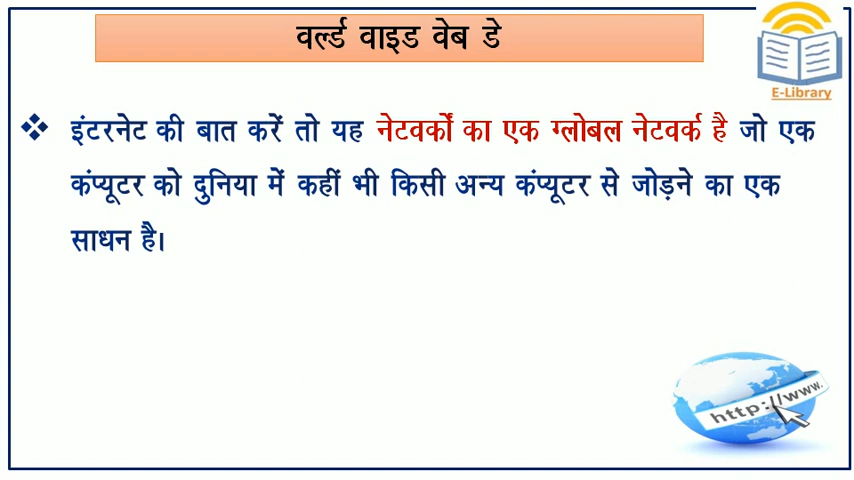 वर्ल्ड वाइड वेब डे
E-Library
❖ इंटरनेट की बात करें तो यह नेटवर्कों का एक ग्लोबल नेटवर्क है जो एक
कंप्यूटर को दुनिया में कहीं भी किसी अन्य कंप्यूटर से जोड़ने का एक
साधन है।
http://www.